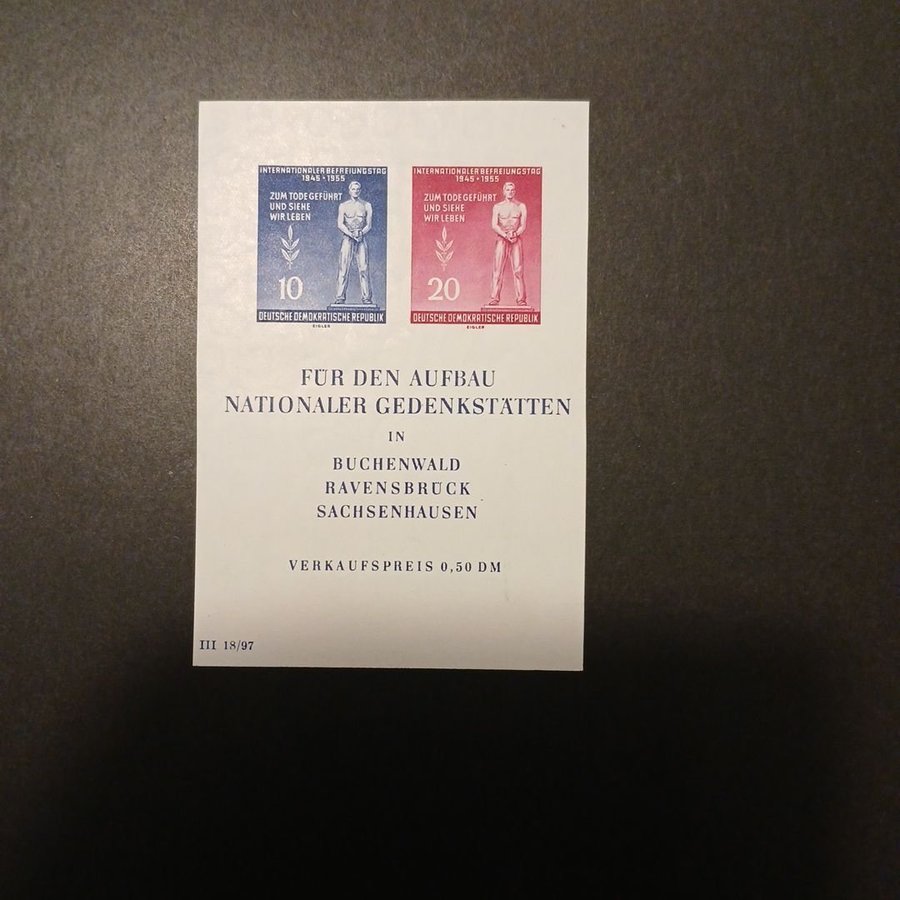 INTERNATIONALER BEFREIUNGSTAG
1945 - 1955
ZUM TODE GEFÜHRT
UND SIEHE
WIR LEBEN
10
DEUTSCHE DEMOKRATISCHE REPUBLIK
EIGLER
INTERNATIONALER BEFREIUNGSTAG
1945 - 1955
ZUM TODE GEFÜHRT
UND SIEHE
WIR LEBEN
20
DEUTSCHE DEMOKRATISCHE REPUBLIK
EIGLER
FÜR DEN AUFBAU
NATIONALER GEDENKSTÄTTEN
IN
BUCHENWALD
RAVENSBRÜCK
SACHSENHAUSEN
VERKAUFSPREIS 0,50 DM
III 18/97